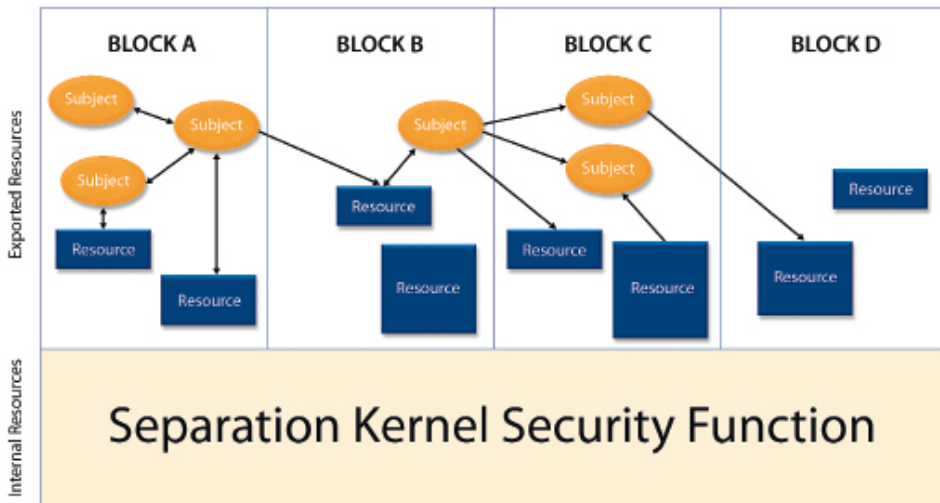 BLOCK A
BLOCK B
BLOCK C
BLOCK D
Exported Resources
Subject
Subject
Subject
Resource
Resource
Subject
Resource
Resource
Subject
Subject
Resource
Resource
Resource
Resource
Internal Resources
Separation Kernel Security Function